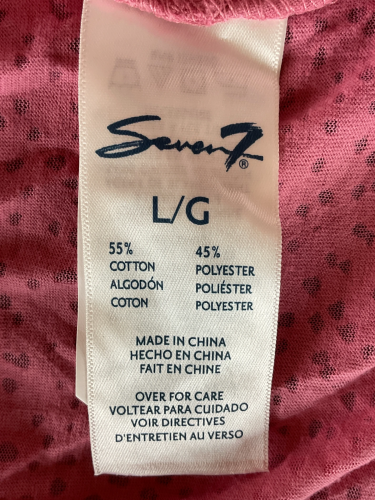 Seven7®
L/G
55% 45%
COTTON POLYESTER
ALGODÓN POLIÉSTER
COTON POLYESTER
MADE IN CHINA
HECHO EN CHINA
FAIT EN CHINE
OVER FOR CARE
VOLTEAR PARA CUIDADO
VOIR DIRECTIVES
D'ENTRETIEN AU VERSO